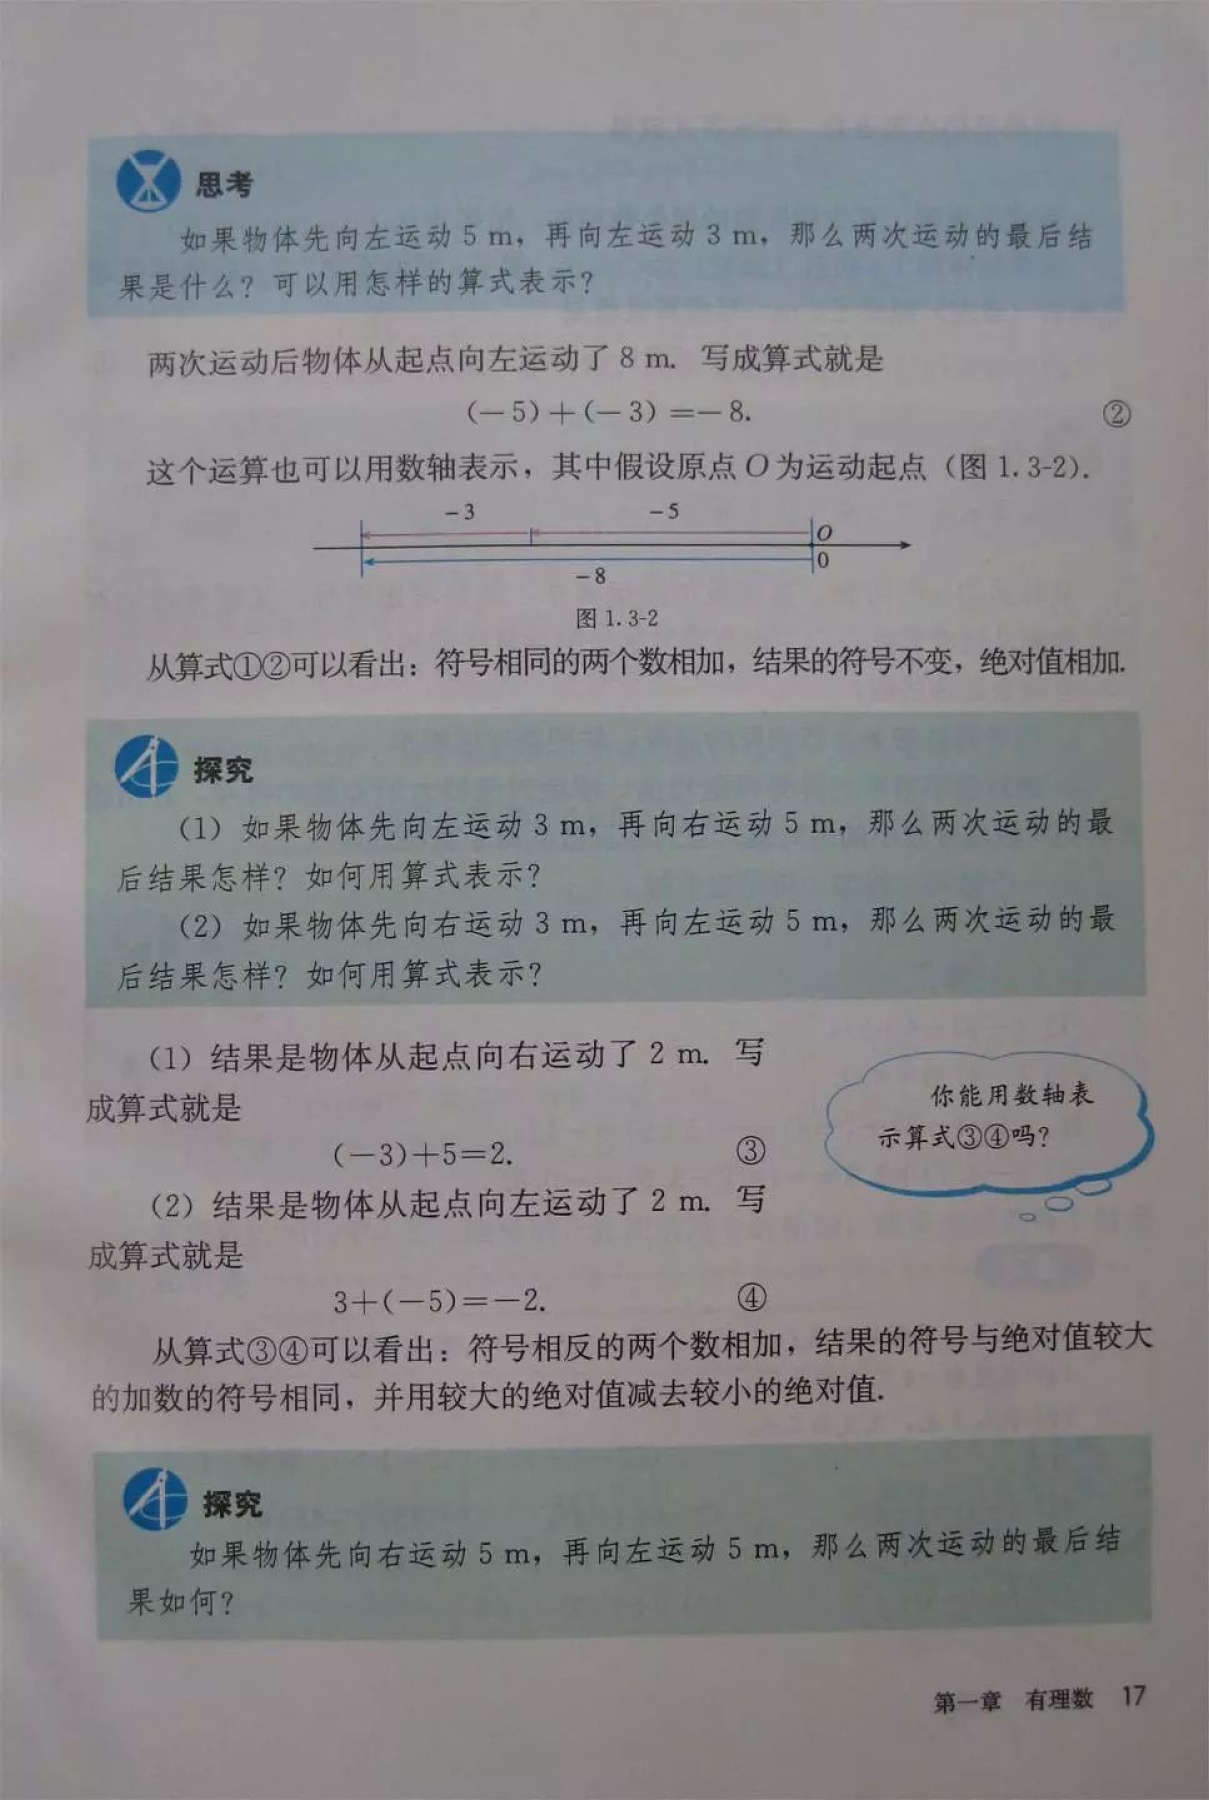 思考
如果物体先向左运动 5 m，再向左运动 3 m，那么两次运动的最后结
果是什么？可以用怎样的算式表示？
两次运动后物体从起点向左运动了 8 m. 写成算式就是
(－5)＋(－3)＝－8. ②
这个运算也可以用数轴表示，其中假设原点 O 为运动起点（图 1.3-2）.
－3 －5
O
0
－8
图 1.3-2
从算式①②可以看出：符号相同的两个数相加，结果的符号不变，绝对值相加.
探究
（1）如果物体先向左运动 3 m，再向右运动 5 m，那么两次运动的最
后结果怎样？如何用算式表示？
（2）如果物体先向右运动 3 m，再向左运动 5 m，那么两次运动的最
后结果怎样？如何用算式表示？
（1）结果是物体从起点向右运动了 2 m. 写
成算式就是
(－3)＋5＝2. ③
（2）结果是物体从起点向左运动了 2 m. 写
成算式就是
3＋(－5)＝－2. ④
你能用数轴表
示算式③④吗？
从算式③④可以看出：符号相反的两个数相加，结果的符号与绝对值较大
的加数的符号相同，并用较大的绝对值减去较小的绝对值.
探究
如果物体先向右运动 5 m，再向左运动 5 m，那么两次运动的最后结
果如何？
第一章 有理数 17